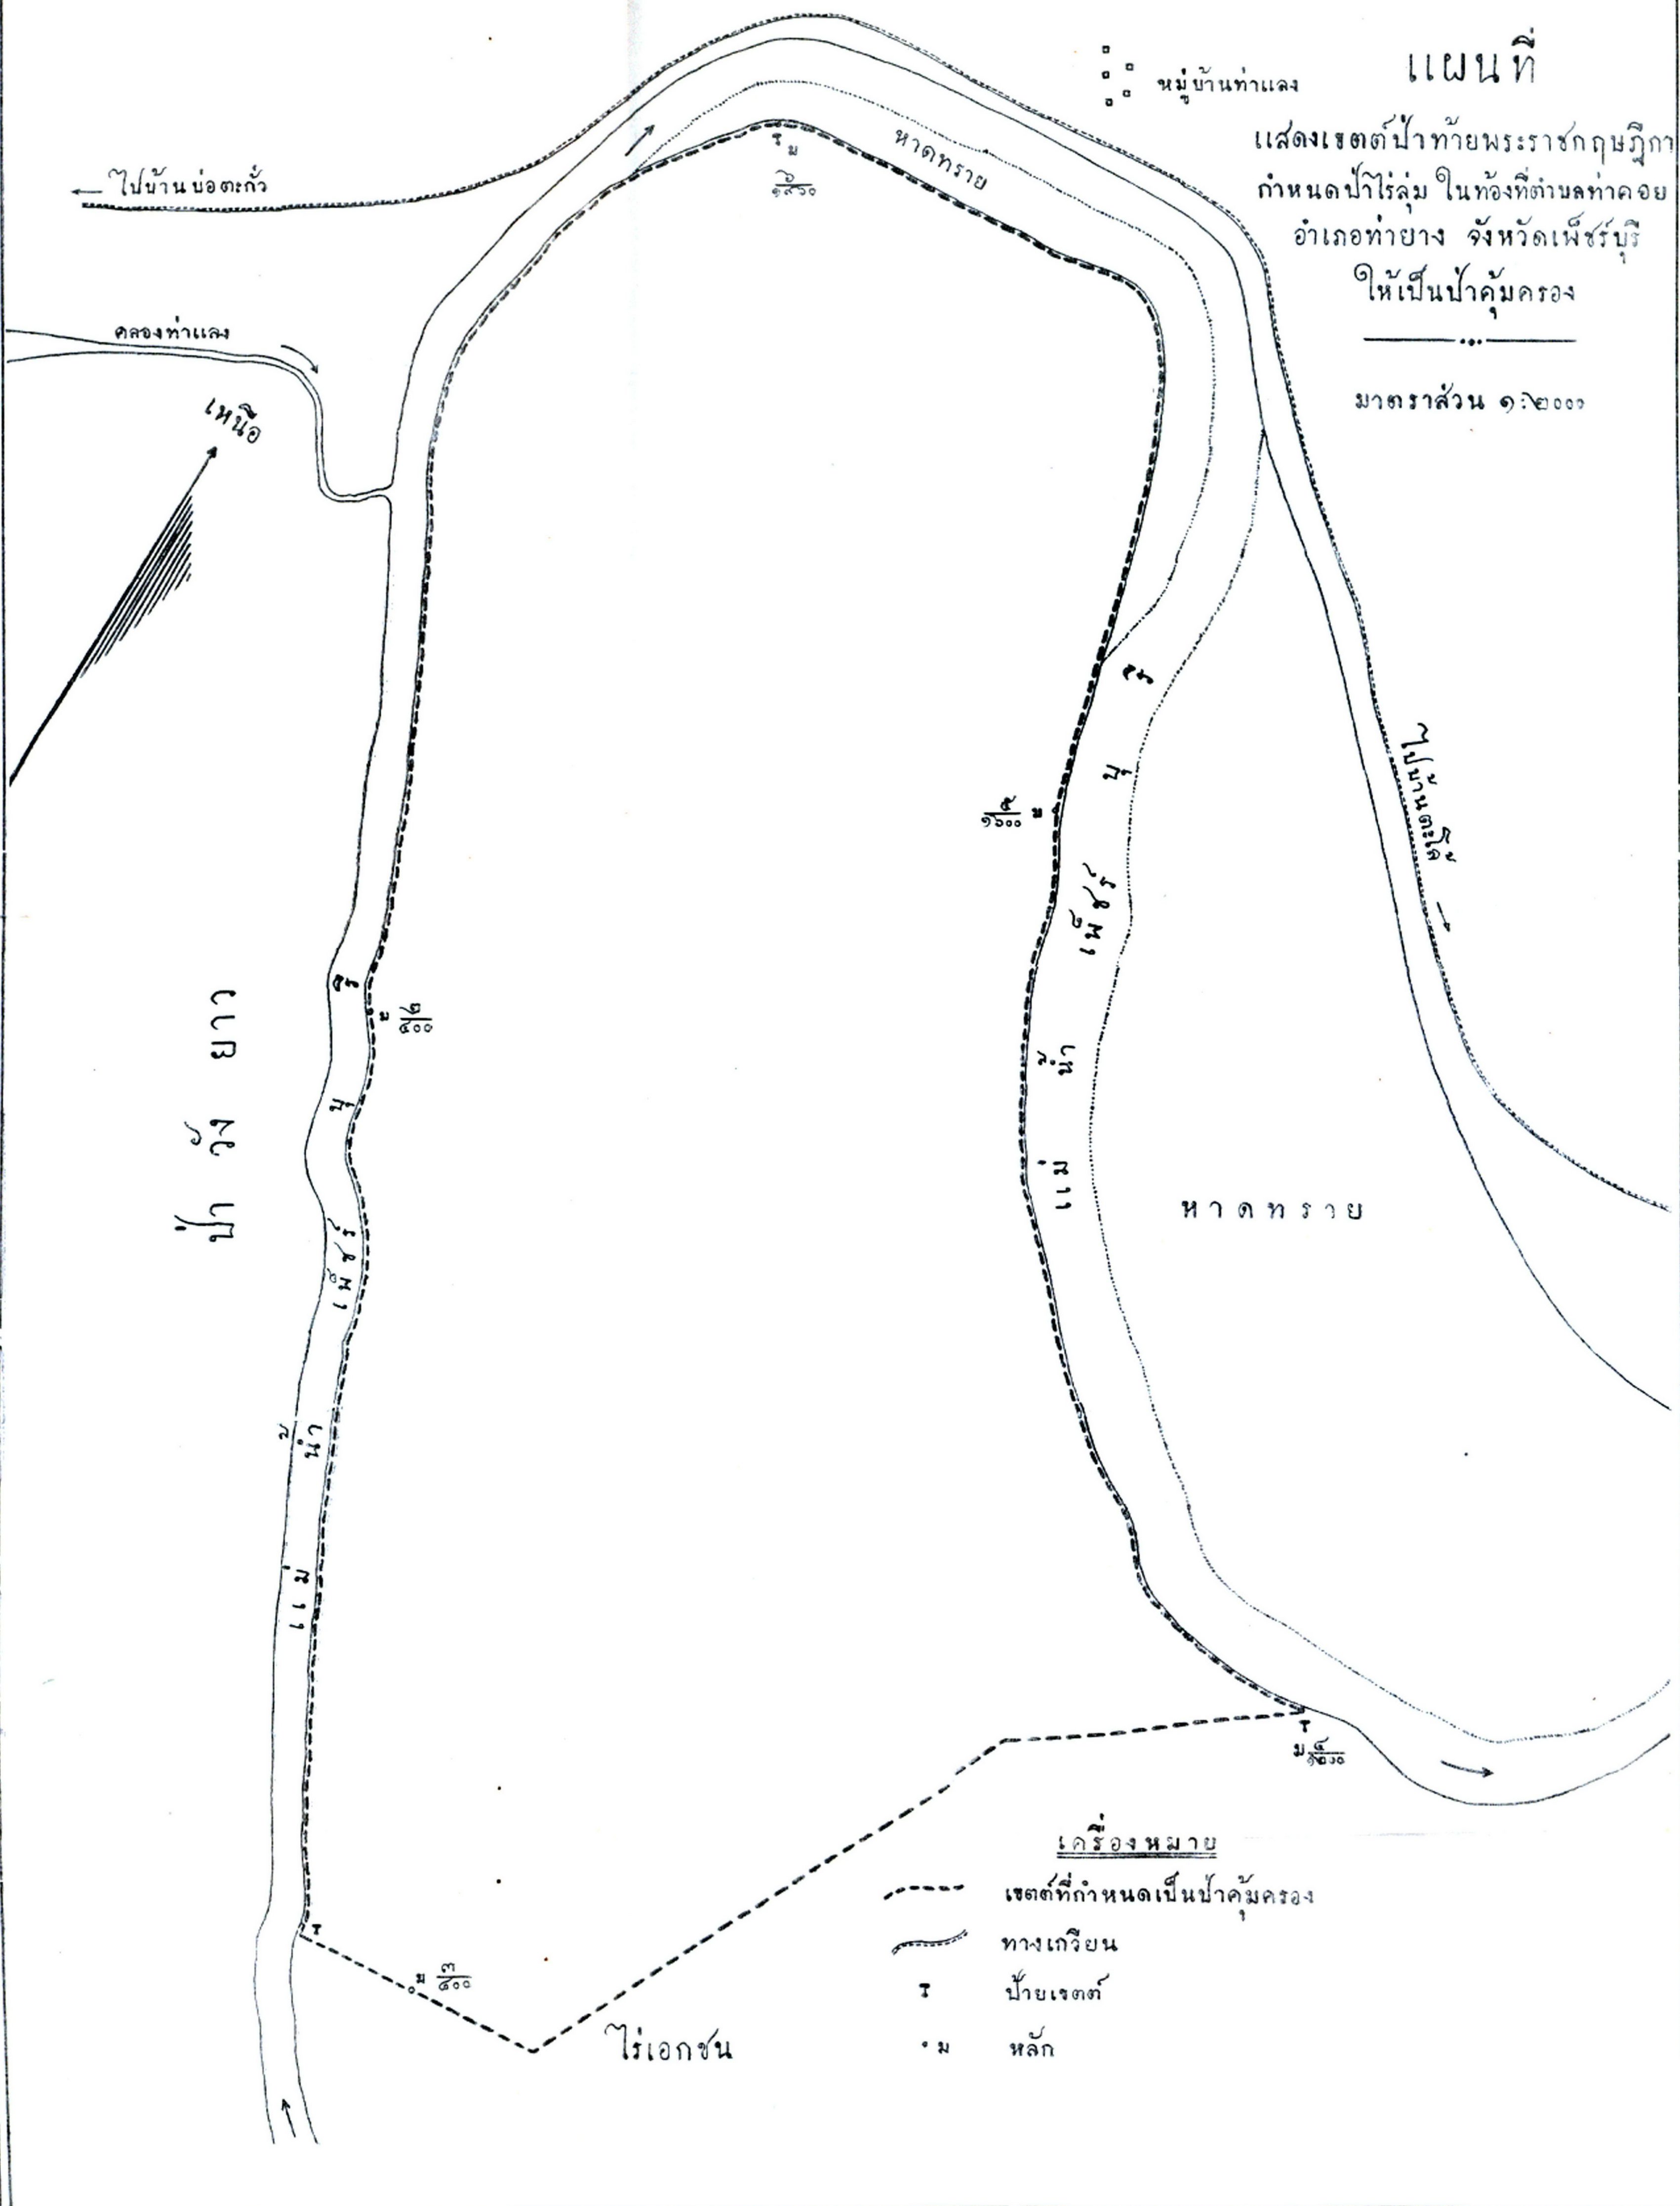 แผนที่
แสดงเขตต์ป่าท้ายพระราชกฤษฎีกา
กำหนดป่าไร่ลุ่ม ในท้องที่ตำบลท่าคอย
อำเภอท่ายาง จังหวัดเพ็ชร์บุรี
ให้เป็นป่าคุ้มครอง
มาตราส่วน ๑:๒๐๐๐
หมู่บ้านท่าแลง
หาดทราย
ไปบ้านบ่อตะกั่ว
คลองท่าแลง
เหนือ
ม
ม
ม
ไปบ้านตะโก้
แม่ น้ำ เพ็ชร์ บุ รี
ป่า วัง ยาว
แม่ น้ำ เพ็ชร์ บุ รี
หาดทราย
ม
ม ๓
ไร่เอกชน
เครื่องหมาย
เขตต์ที่กำหนดเป็นป่าคุ้มครอง
ทางเกวียน
T ป้ายเขตต์
ม หลัก